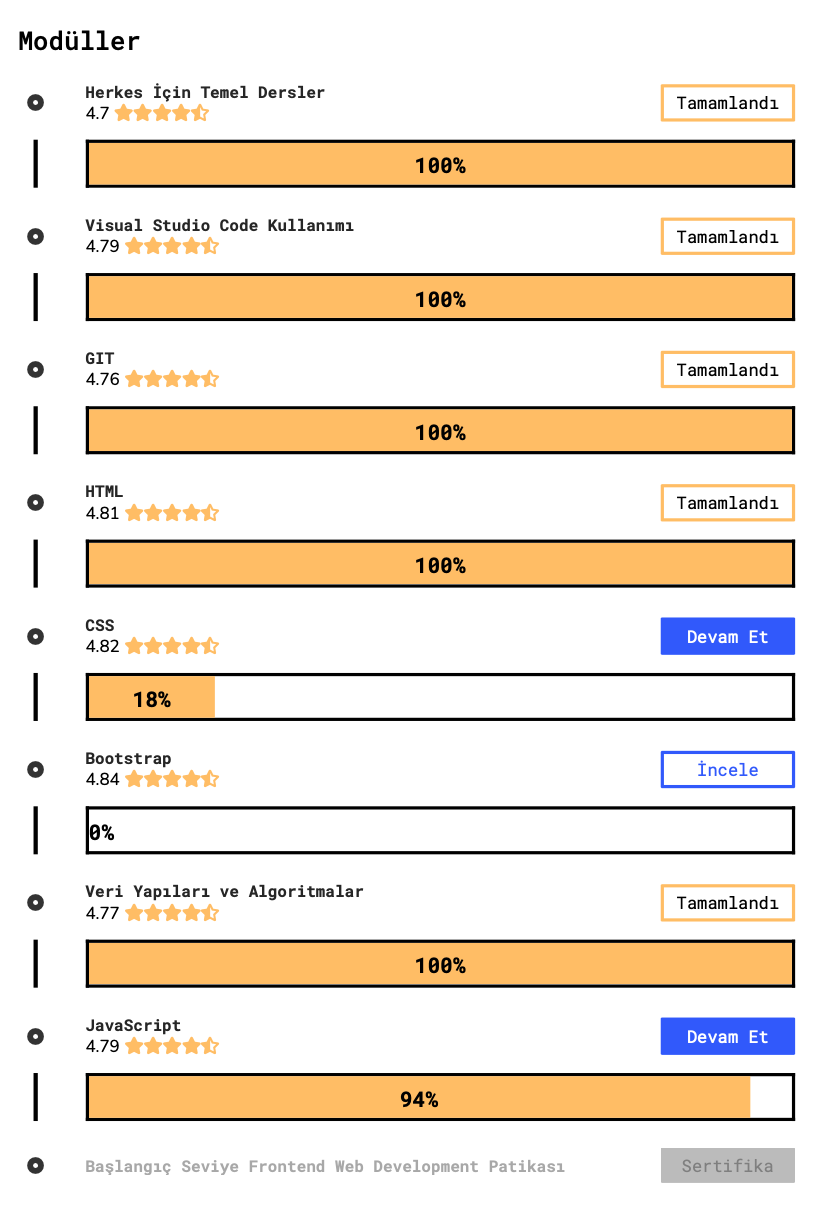 Modüller
Herkes İçin Temel Dersler
4.7
Tamamlandı
100%
Visual Studio Code Kullanımı
4.79
Tamamlandı
100%
GIT
4.76
Tamamlandı
100%
HTML
4.81
Tamamlandı
100%
CSS
4.82
Devam Et
18%
Bootstrap
4.84
İncele
0%
Veri Yapıları ve Algoritmalar
4.77
Tamamlandı
100%
JavaScript
4.79
Devam Et
94%
Başlangıç Seviye Frontend Web Development Patikası
Sertifika